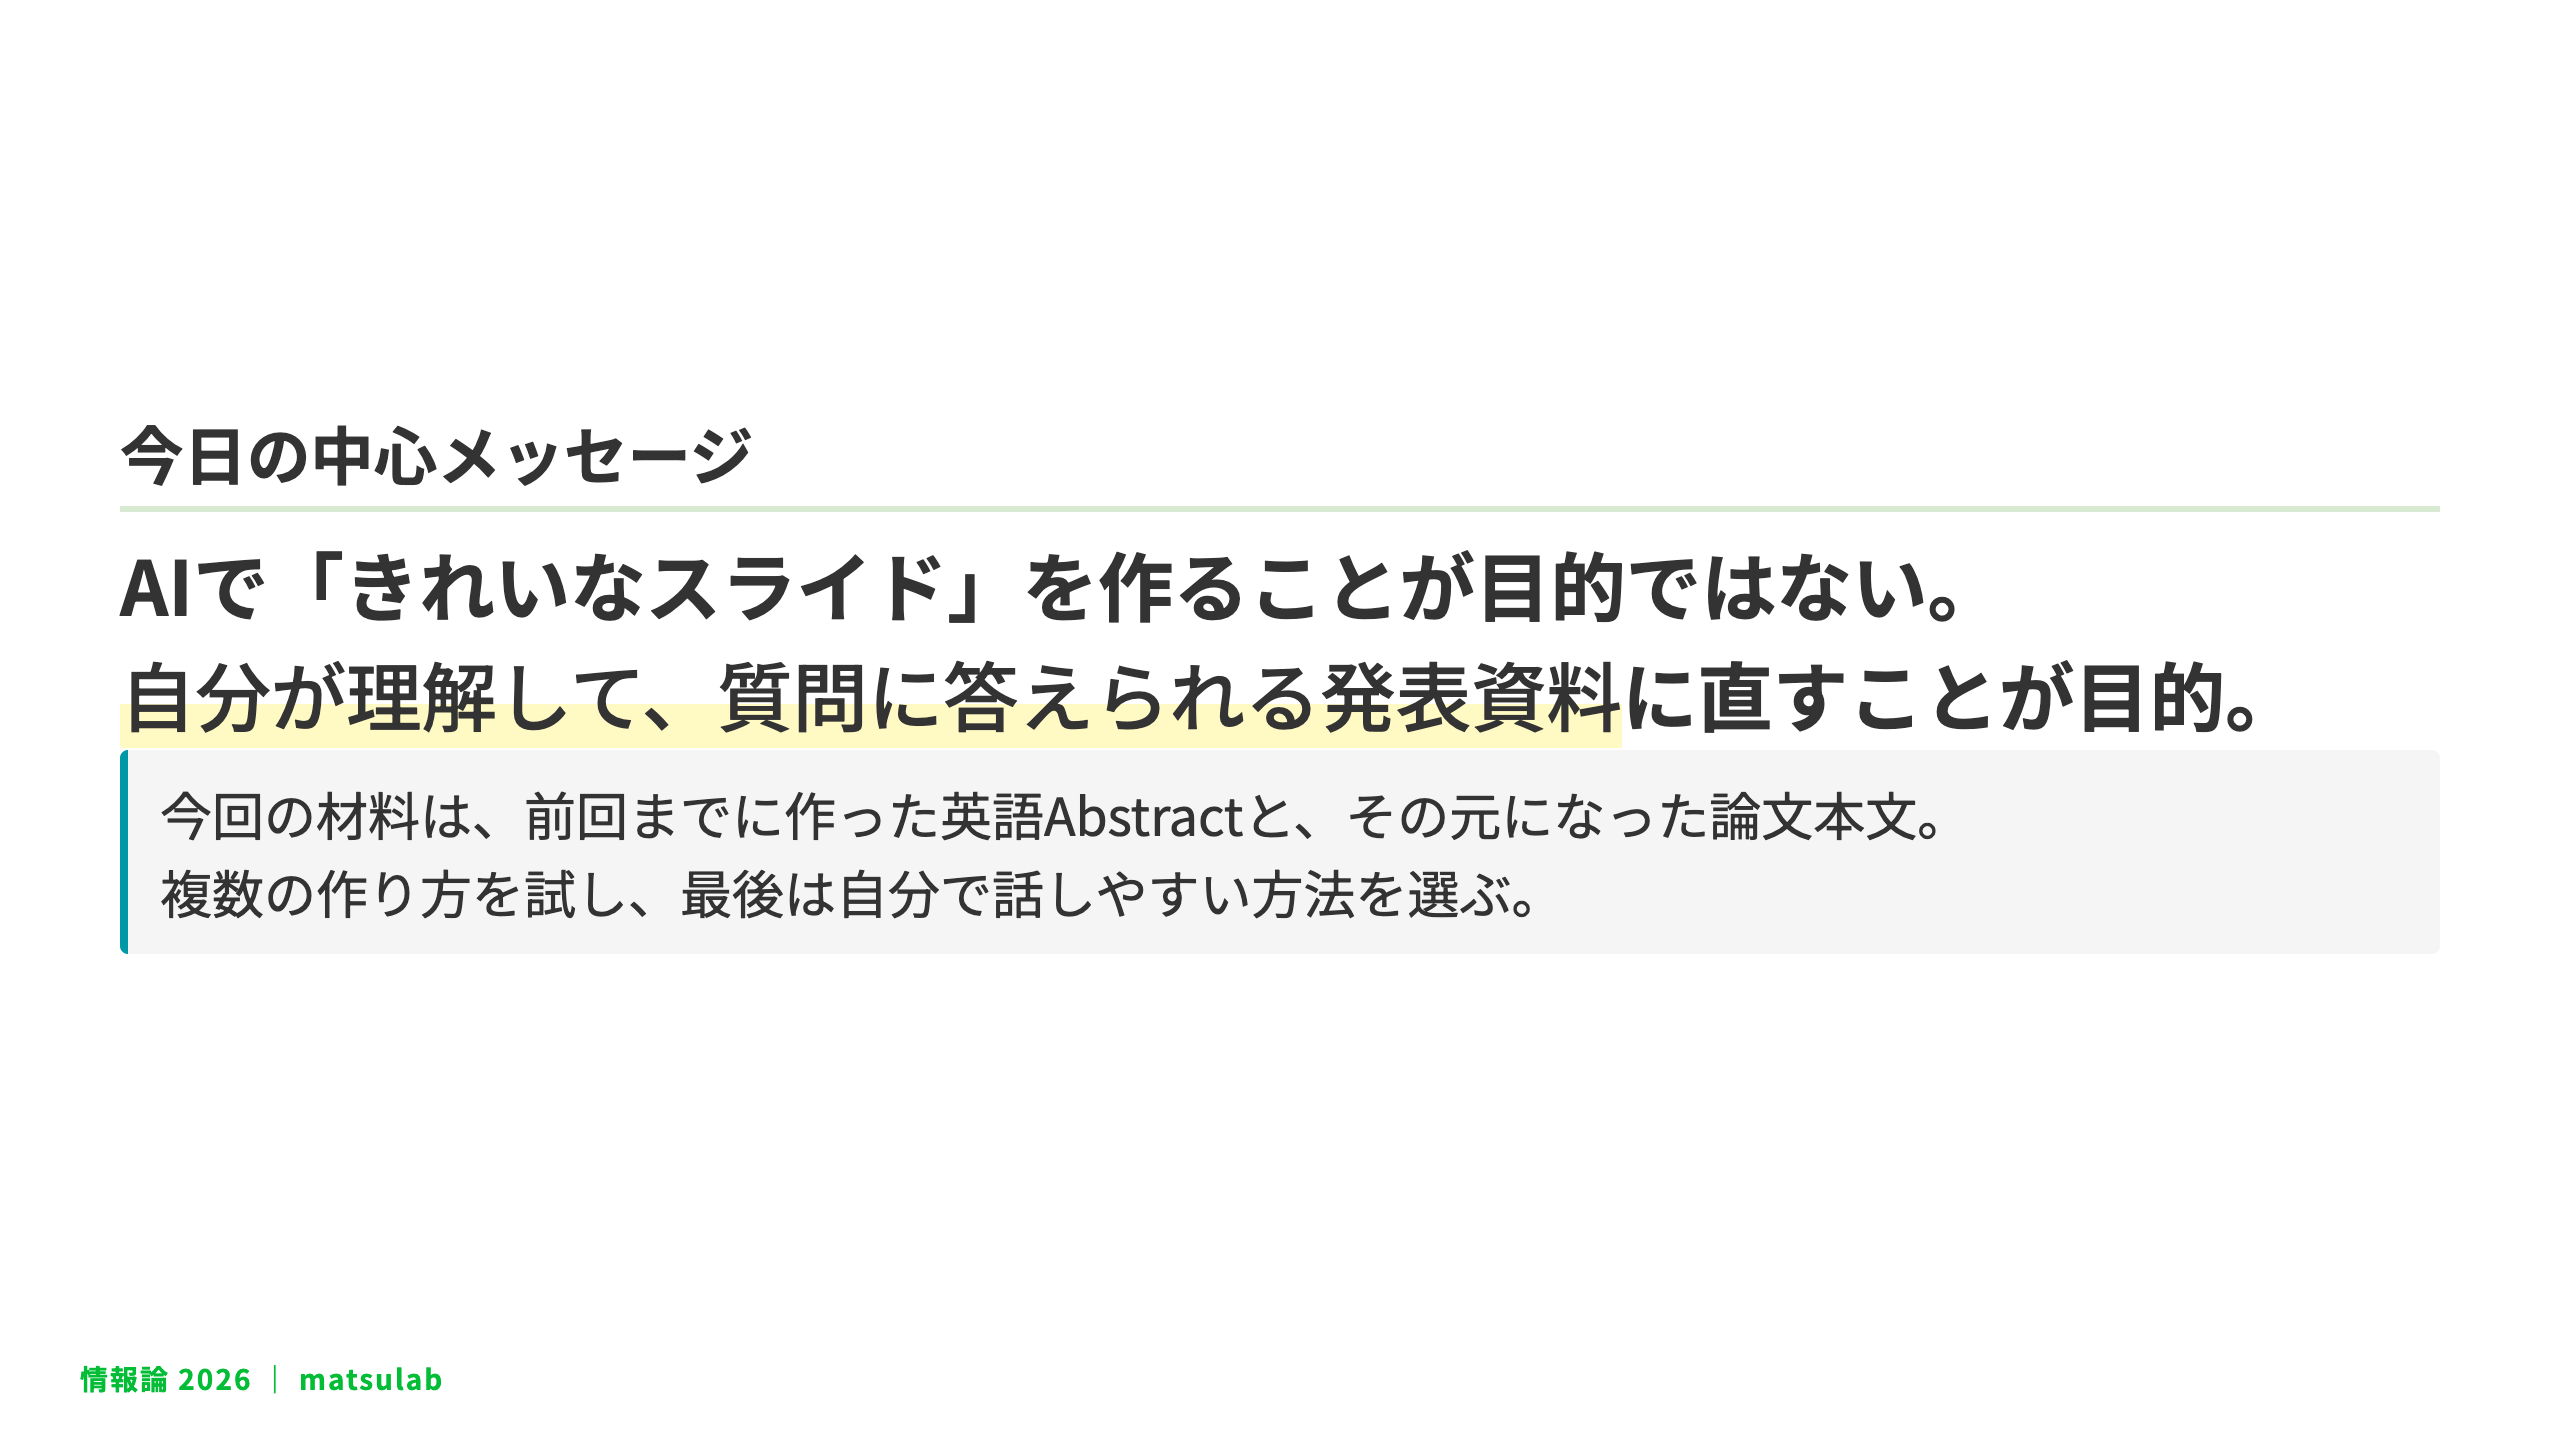 今日の中心メッセージ
AIで「きれいなスライド」を作ることが目的ではない。
自分が理解して、質問に答えられる発表資料に直すことが目的。
今回の材料は、前回までに作った英語Abstractと、その元になった論文本文。
複数の作り方を試し、最後は自分で話しやすい方法を選ぶ。
情報論 2026 | matsulab